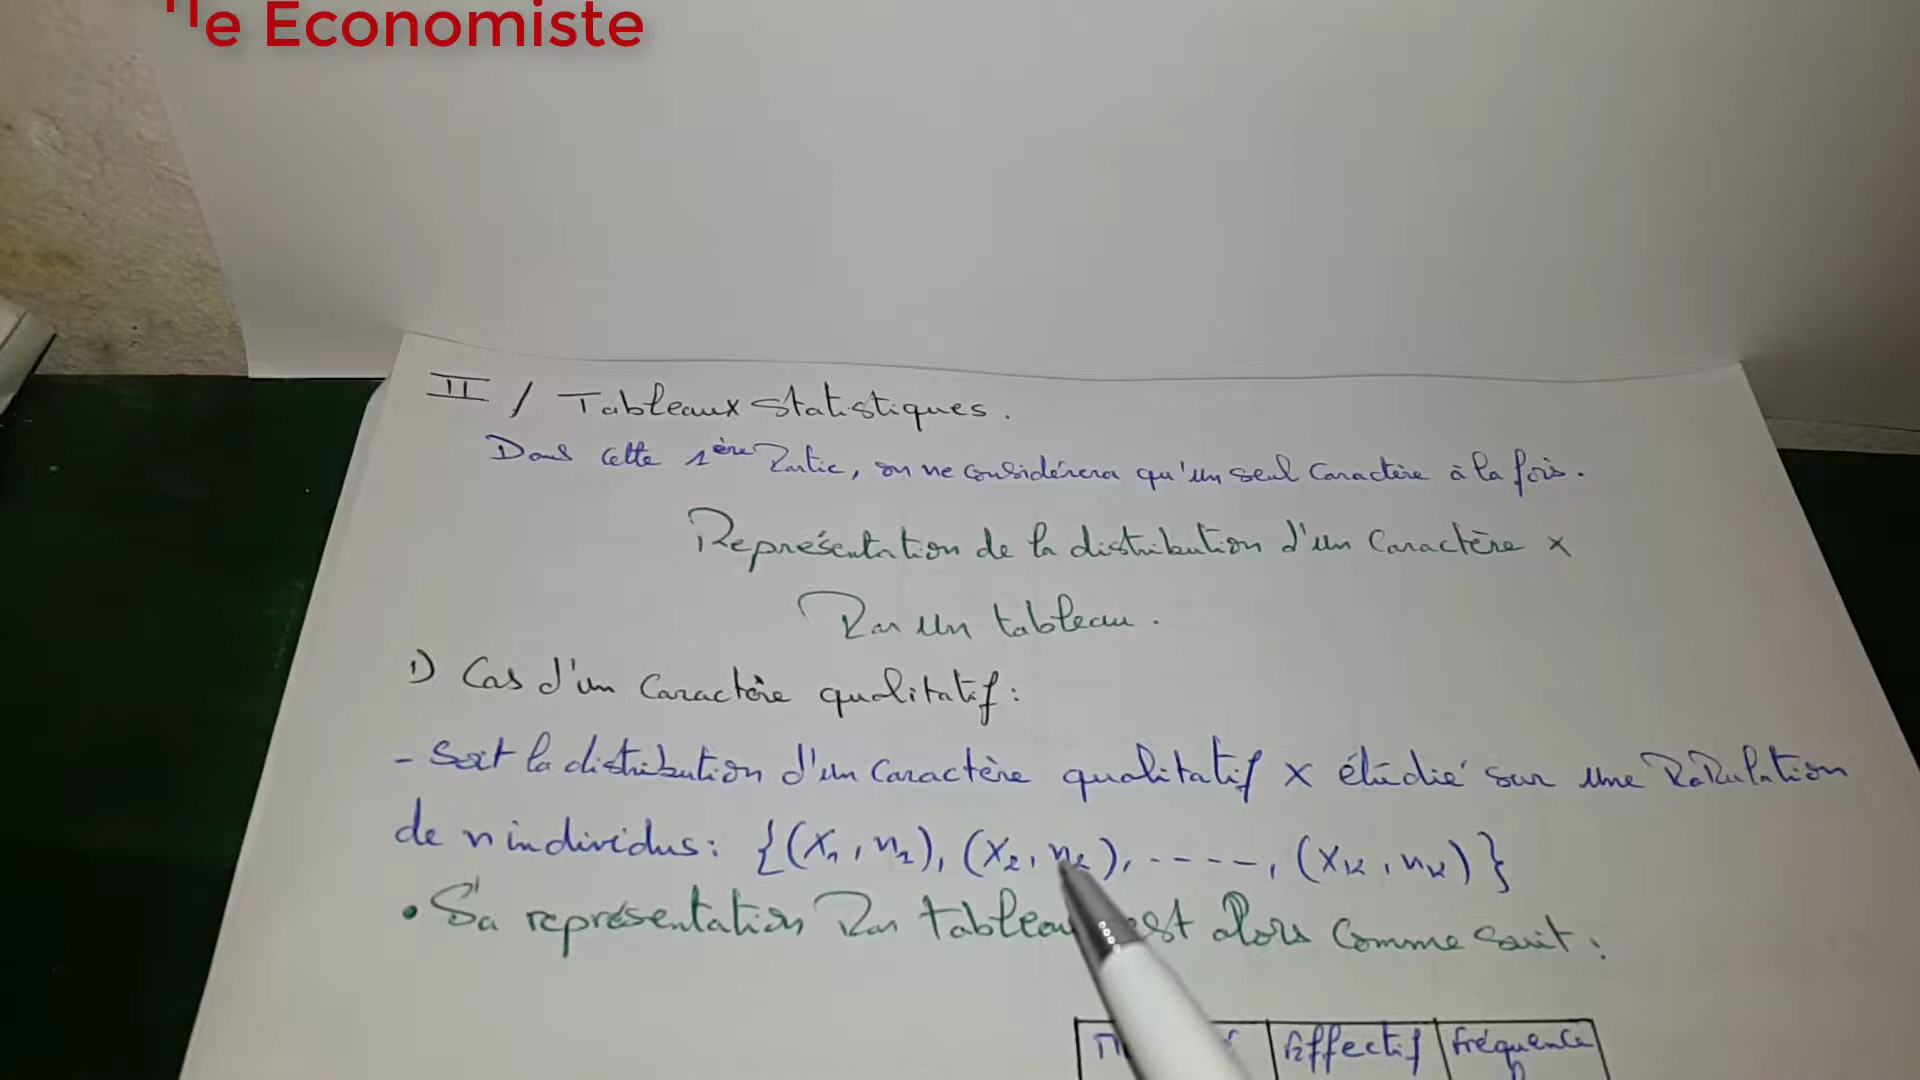 e Economiste
II / Tableaux statistiques.
Dans cette 1ère Partie, on ne considérera qu'un seul Caractère à la fois.
Représentation de la distribution d'un Caractère x
Par un tableau.
1) Cas d'un Caractère qualitatif :
- Soit la distribution d'un Caractère qualitatif x étudié sur une Population
de n individus : {(x₁, n₁), (x₂, n₂), - - - - -, (xₖ, nₖ)}
• Sa représentation Par tableau est alors Comme suit :
Effectif Fréquence